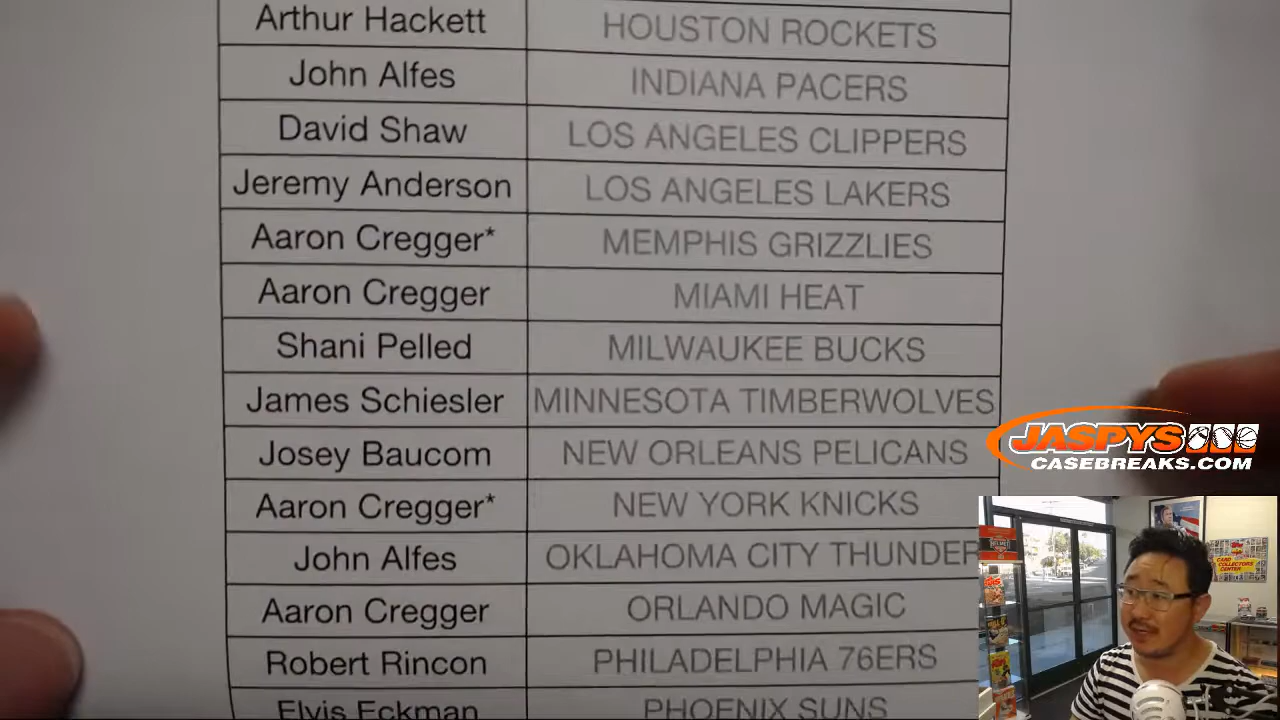 Arthur Hackett HOUSTON ROCKETS
John Alfes INDIANA PACERS
David Shaw LOS ANGELES CLIPPERS
Jeremy Anderson LOS ANGELES LAKERS
Aaron Cregger* MEMPHIS GRIZZLIES
Aaron Cregger MIAMI HEAT
Shani Pelled MILWAUKEE BUCKS
James Schiesler MINNESOTA TIMBERWOLVES
Josey Baucom NEW ORLEANS PELICANS
Aaron Cregger* NEW YORK KNICKS
John Alfes OKLAHOMA CITY THUNDER
Aaron Cregger ORLANDO MAGIC
Robert Rincon PHILADELPHIA 76ERS
Elvis Eckman PHOENIX SUNS
JASPYS
CASEBREAKS.COM